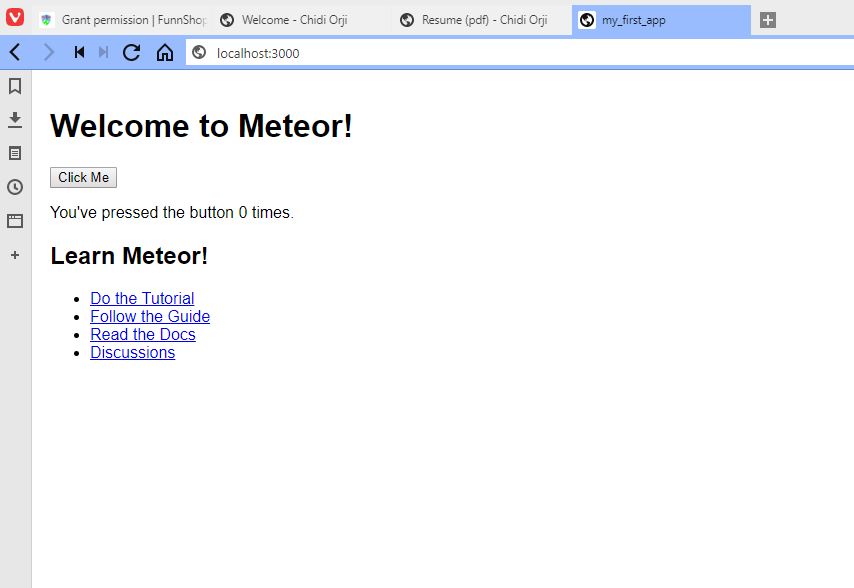 Grant permission | FunnShop
Welcome - Chidi Orji
Resume (pdf) - Chidi Orji
my_first_app
localhost:3000
Welcome to Meteor!
Click Me
You've pressed the button 0 times.
Learn Meteor!
Do the Tutorial
Follow the Guide
Read the Docs
Discussions